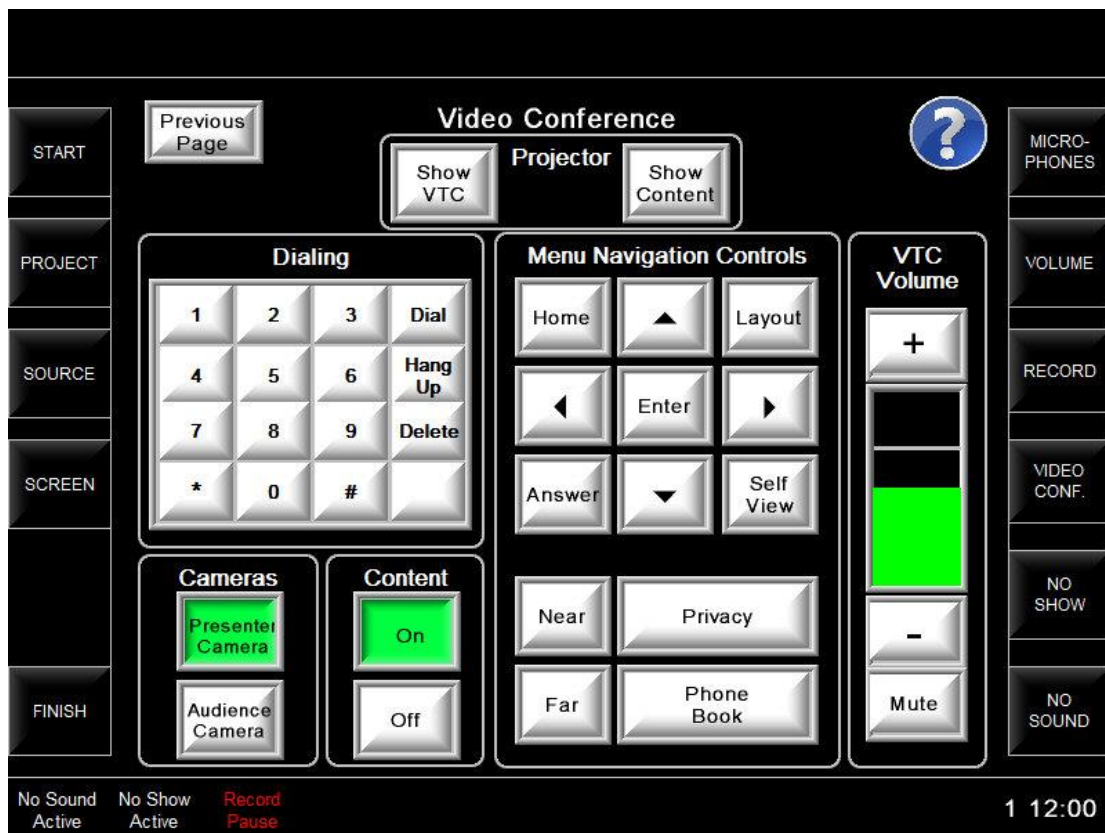 Previous
Page
Video Conference
?
START
Show
VTC
Projector
Show
Content
MICRO-
PHONES
PROJECT
Dialing
Menu Navigation Controls
VTC
Volume
VOLUME
1 2 3 Dial
Home
Layout
+
SOURCE
4 5 6 Hang
Up
Enter
RECORD
7 8 9 Delete
SCREEN
* 0 #
Answer
Self
View
VIDEO
CONF.
Cameras
Content
Presenter
Camera
On
Near
Privacy
-
NO
SHOW
FINISH
Audience
Camera
Off
Far
Phone
Book
Mute
NO
SOUND
No Sound
Active
No Show
Active
Record
Pause
1 12:00